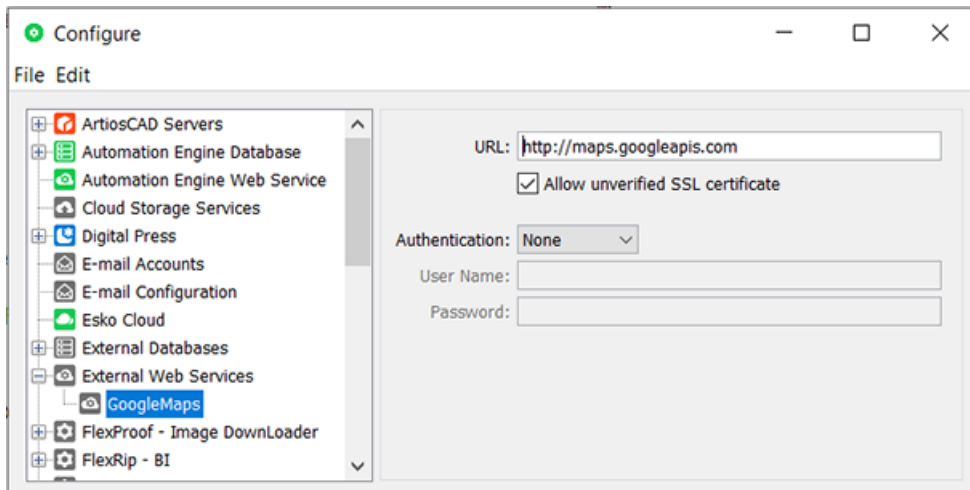 Configure
File Edit
ArtiosCAD Servers
Automation Engine Database
Automation Engine Web Service
Cloud Storage Services
Digital Press
E-mail Accounts
E-mail Configuration
Esko Cloud
External Databases
External Web Services
GoogleMaps
FlexProof - Image DownLoader
FlexRip - BI
URL: http://maps.googleapis.com
Allow unverified SSL certificate
Authentication: None
User Name:
Password: